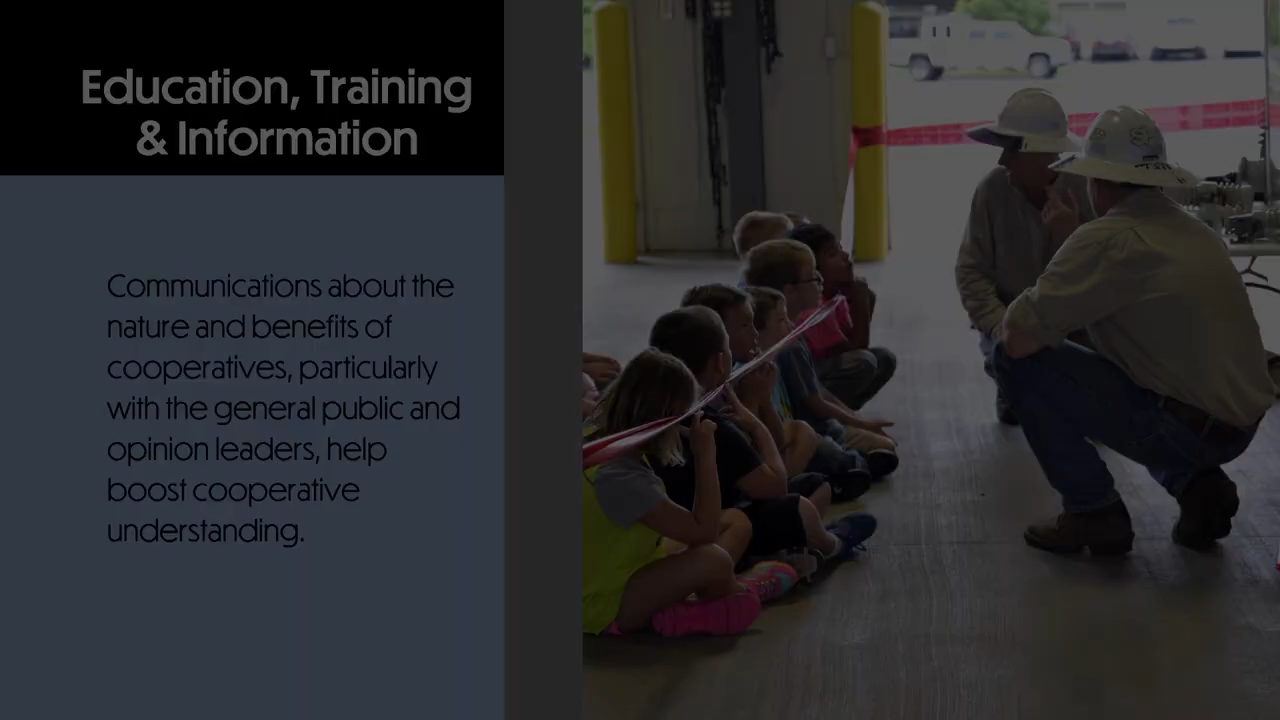 Education, Training
& Information
Communications about the
nature and benefits of
cooperatives, particularly
with the general public and
opinion leaders, help
boost cooperative
understanding.